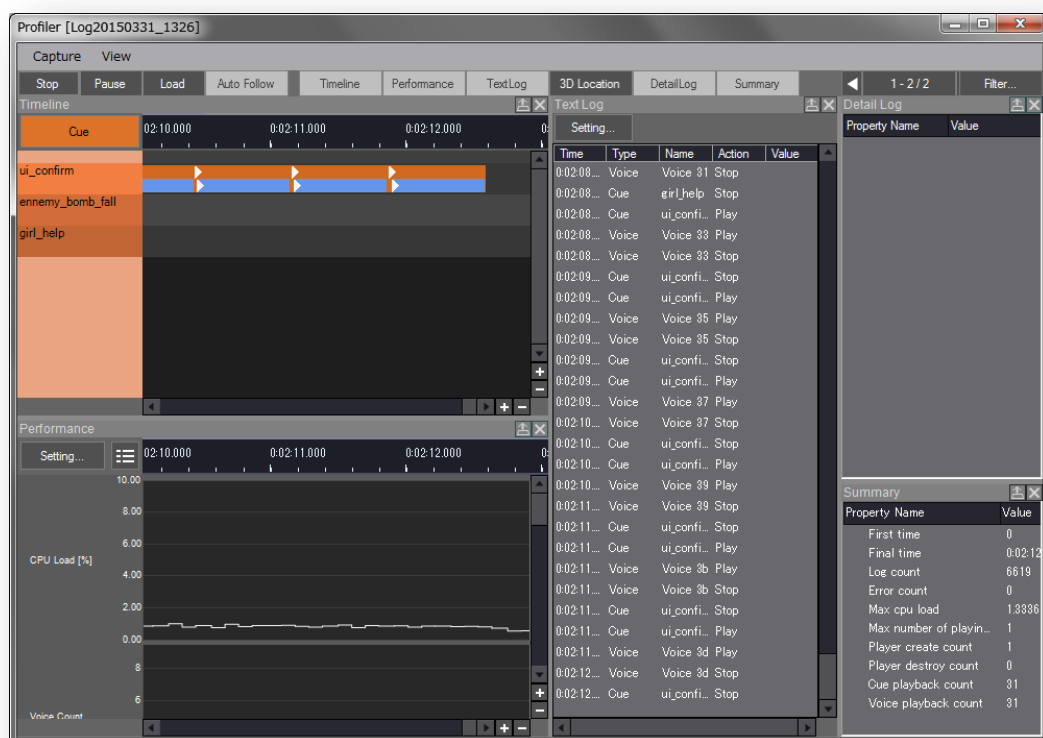 Profiler [Log20150331_1326]
Capture View
Stop Pause Load Auto Follow Timeline Performance TextLog 3D Location DetailLog Summary 1 - 2 / 2 Filter...
Timeline
Cue 02:10.000 0:02:11.000 0:02:12.000 0:
ui_confirm
ennemy_bomb_fall
girl_help
Performance
Setting... 02:10.000 0:02:11.000 0:02:12.000 0:
10.00
8.00
6.00
CPU Load [%]
4.00
2.00
0.00
8
6
Voice Count
Text Log
Setting...
Time Type Name Action Value
0:02:08... Voice Voice 31 Stop
0:02:08... Cue girl_help Stop
0:02:08... Cue ui_confi... Play
0:02:08... Voice Voice 33 Play
0:02:08... Voice Voice 33 Stop
0:02:09... Cue ui_confi... Stop
0:02:09... Cue ui_confi... Play
0:02:09... Voice Voice 35 Play
0:02:09... Voice Voice 35 Stop
0:02:09... Cue ui_confi... Stop
0:02:09... Cue ui_confi... Play
0:02:09... Voice Voice 37 Play
0:02:10... Voice Voice 37 Stop
0:02:10... Cue ui_confi... Stop
0:02:10... Cue ui_confi... Play
0:02:10... Voice Voice 39 Play
0:02:11... Voice Voice 39 Stop
0:02:11... Cue ui_confi... Stop
0:02:11... Cue ui_confi... Play
0:02:11... Voice Voice 3b Play
0:02:11... Voice Voice 3b Stop
0:02:11... Cue ui_confi... Stop
0:02:11... Cue ui_confi... Play
0:02:11... Voice Voice 3d Play
0:02:12... Voice Voice 3d Stop
0:02:12... Cue ui_confi... Stop
Detail Log
Property Name Value
Summary
Property Name Value
First time 0
Final time 0:02:12
Log count 6619
Error count 0
Max cpu load 1.3336
Max number of playin... 1
Player create count 1
Player destroy count 0
Cue playback count 31
Voice playback count 31